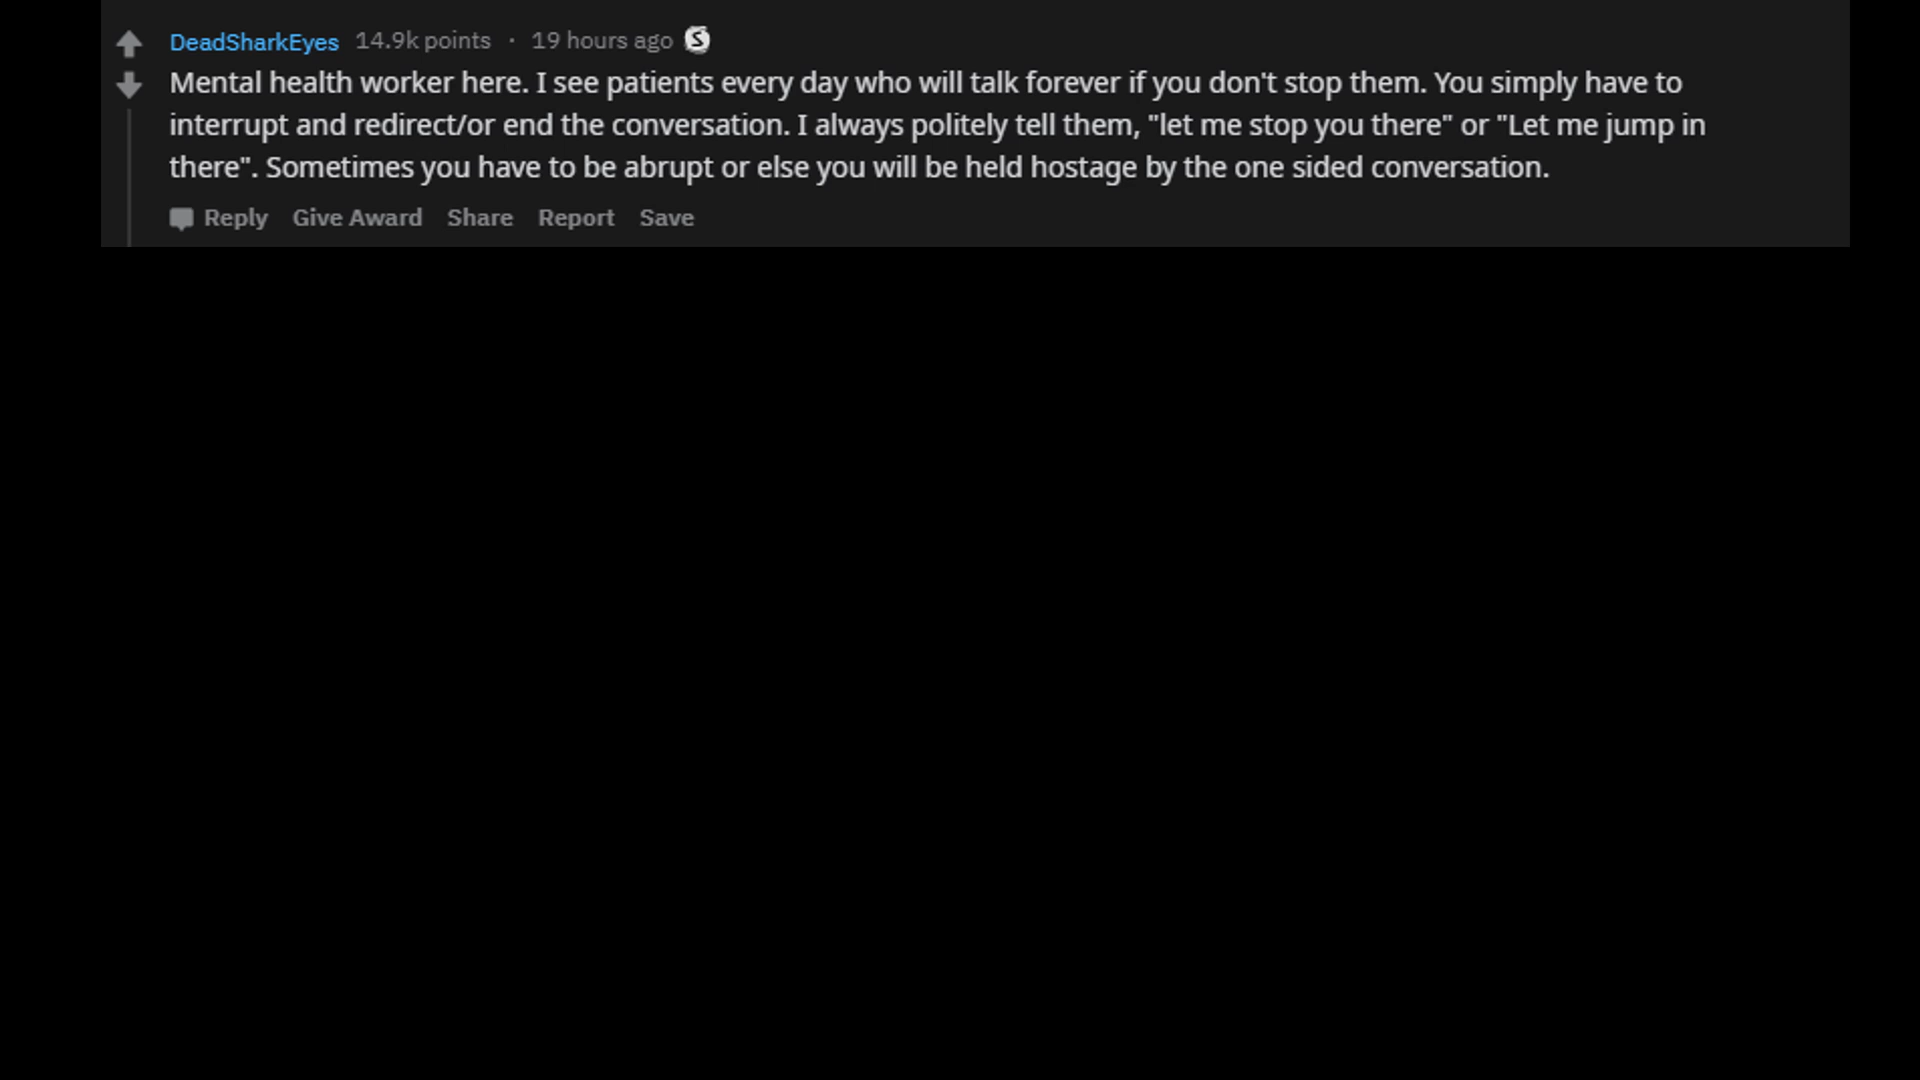 DeadSharkEyes 14.9k points · 19 hours ago S
Mental health worker here. I see patients every day who will talk forever if you don't stop them. You simply have to
interrupt and redirect/or end the conversation. I always politely tell them, "let me stop you there" or "Let me jump in
there". Sometimes you have to be abrupt or else you will be held hostage by the one sided conversation.
Reply Give Award Share Report Save